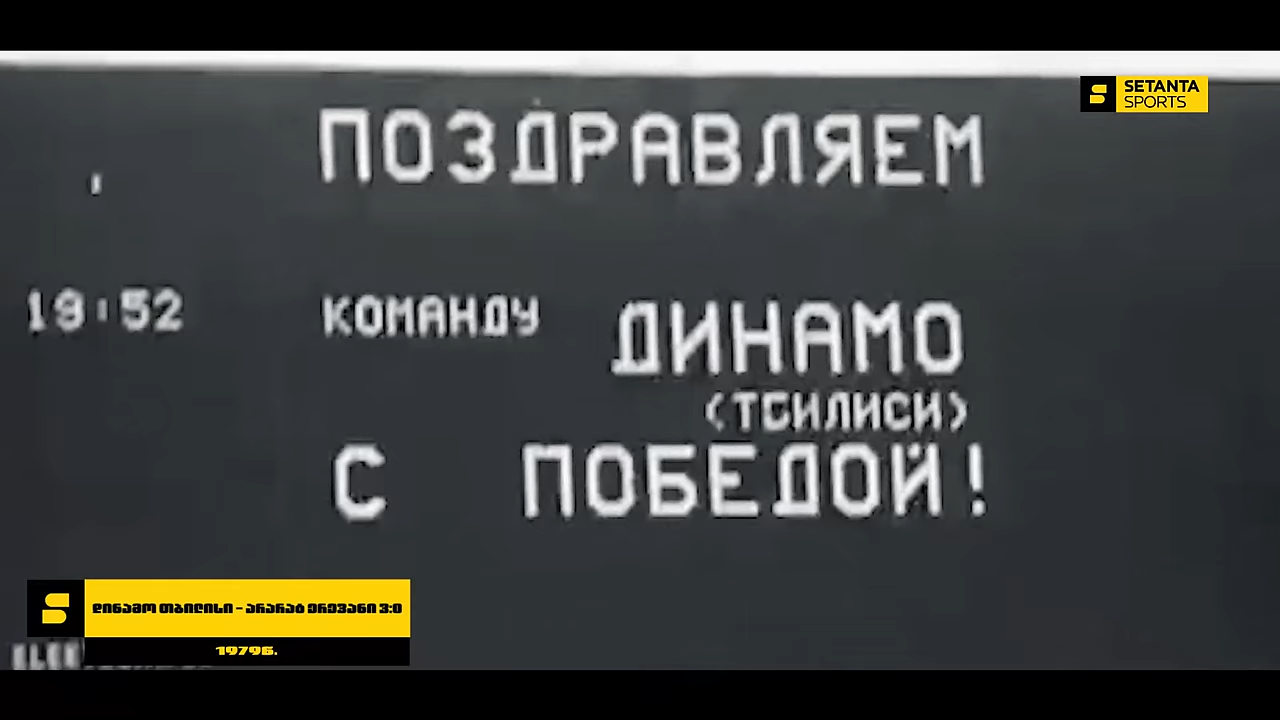 SETANTA
SPORTS
ПОЗДРАВЛЯЕМ
19:52 КОМАНДУ ДИНАМО
(ТБИЛИСИ)
С ПОБЕДОЙ!
დინამო თბილისი - არარატ ერევანი 3:0
1979წ.